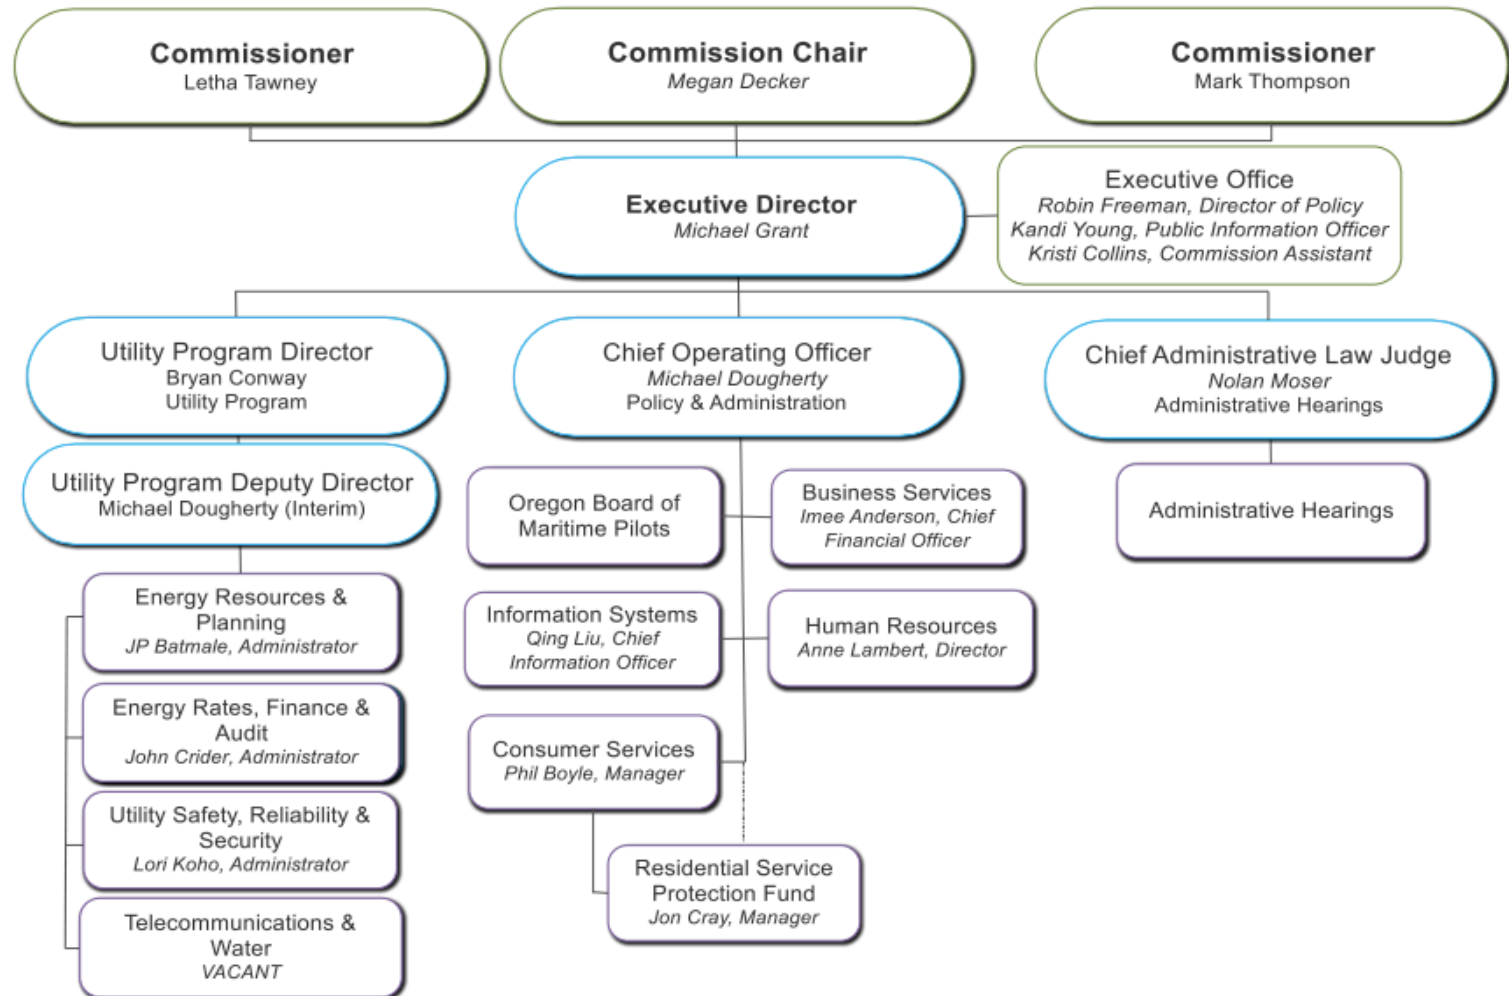 Commissioner
Letha Tawney
Commission Chair
Megan Decker
Commissioner
Mark Thompson
Executive Director
Michael Grant
Executive Office
Robin Freeman, Director of Policy
Kandi Young, Public Information Officer
Kristi Collins, Commission Assistant
Utility Program Director
Bryan Conway
Utility Program
Chief Operating Officer
Michael Dougherty
Policy & Administration
Chief Administrative Law Judge
Nolan Moser
Administrative Hearings
Utility Program Deputy Director
Michael Dougherty (Interim)
Energy Resources &
Planning
JP Batmale, Administrator
Energy Rates, Finance &
Audit
John Crider, Administrator
Utility Safety, Reliability &
Security
Lori Koho, Administrator
Telecommunications &
Water
VACANT
Oregon Board of
Maritime Pilots
Business Services
Imee Anderson, Chief
Financial Officer
Information Systems
Qing Liu, Chief
Information Officer
Human Resources
Anne Lambert, Director
Consumer Services
Phil Boyle, Manager
Residential Service
Protection Fund
Jon Cray, Manager
Administrative Hearings